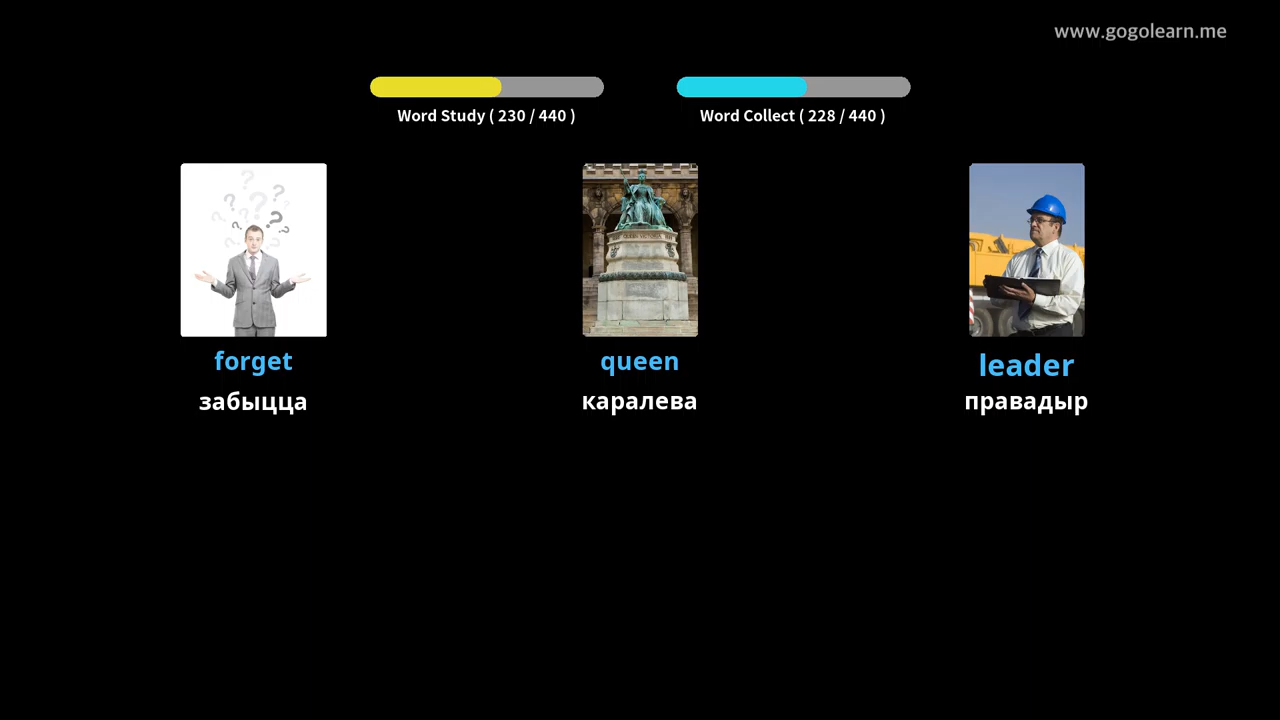 www.gogolearn.me
Word Study ( 230 / 440 )
Word Collect ( 228 / 440 )
forget
queen
leader
забыцца
каралева
правадыр